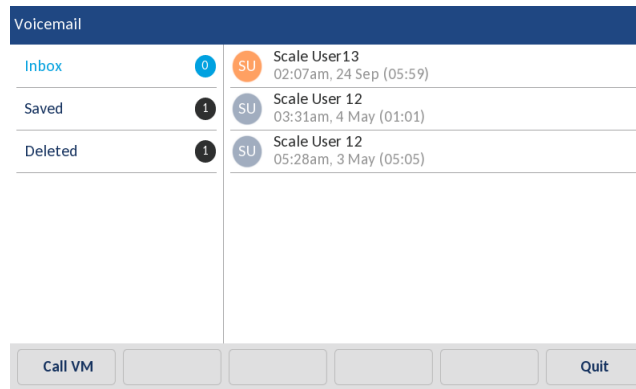 Voicemail
Inbox 0
Saved 1
Deleted 1
SU Scale User13
02:07am, 24 Sep (05:59)
SU Scale User 12
03:31am, 4 May (01:01)
SU Scale User 12
05:28am, 3 May (05:05)
Call VM Quit